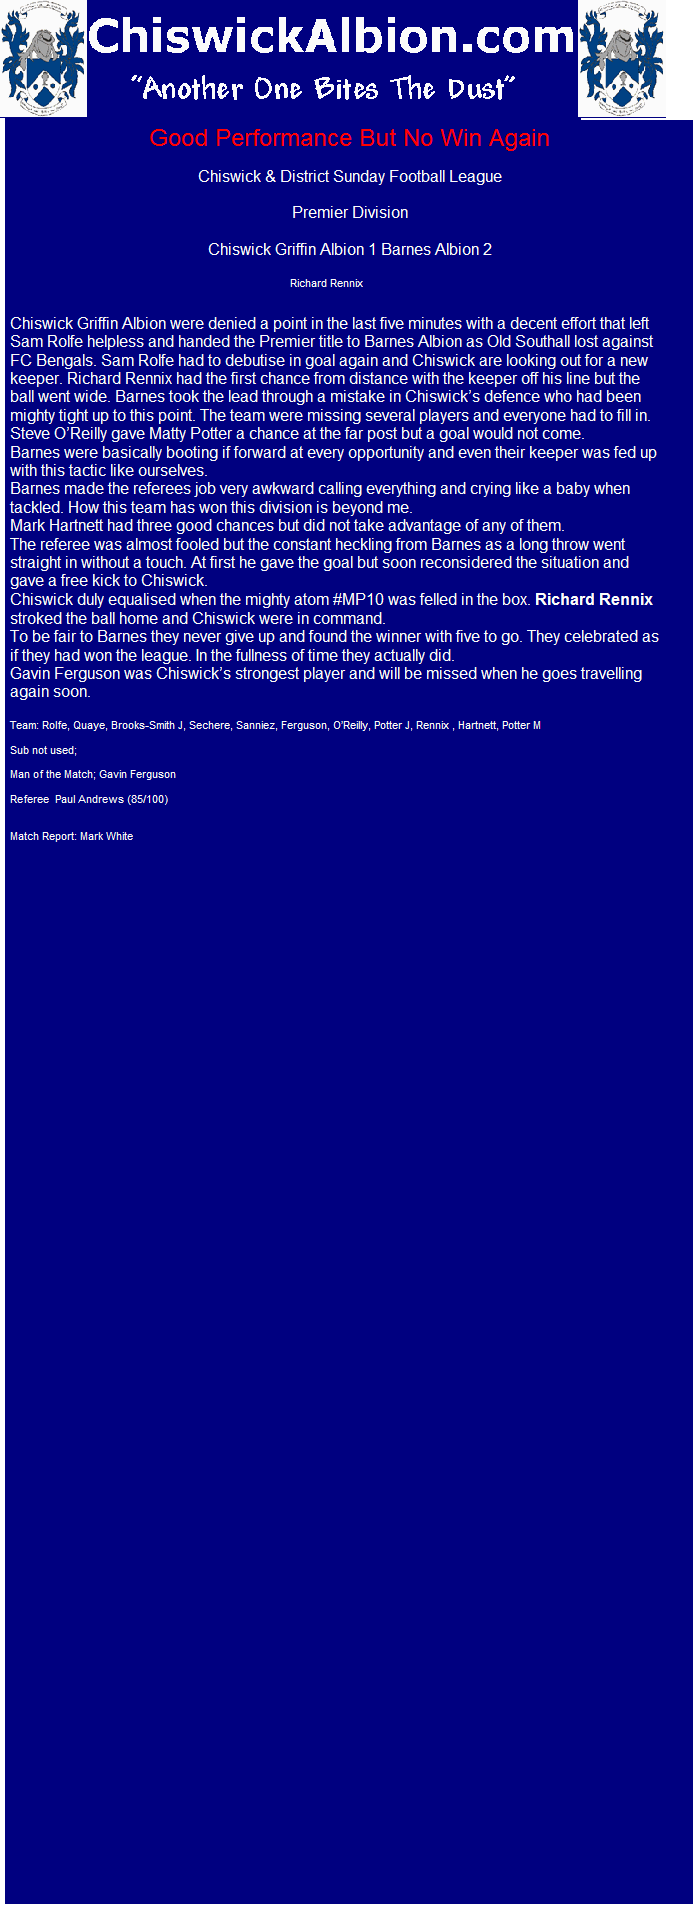 ChiswickAlbion.com
“Another One Bites The Dust”
Good Performance But No Win Again
Chiswick & District Sunday Football League
Premier Division
Chiswick Griffin Albion 1 Barnes Albion 2
Richard Rennix
Chiswick Griffin Albion were denied a point in the last five minutes with a decent effort that left
Sam Rolfe helpless and handed the Premier title to Barnes Albion as Old Southall lost against
FC Bengals. Sam Rolfe had to debutise in goal again and Chiswick are looking out for a new
keeper. Richard Rennix had the first chance from distance with the keeper off his line but the
ball went wide. Barnes took the lead through a mistake in Chiswick’s defence who had been
mighty tight up to this point. The team were missing several players and everyone had to fill in.
Steve O’Reilly gave Matty Potter a chance at the far post but a goal would not come.
Barnes were basically booting if forward at every opportunity and even their keeper was fed up
with this tactic like ourselves.
Barnes made the referees job very awkward calling everything and crying like a baby when
tackled. How this team has won this division is beyond me.
Mark Hartnett had three good chances but did not take advantage of any of them.
The referee was almost fooled but the constant heckling from Barnes as a long throw went
straight in without a touch. At first he gave the goal but soon reconsidered the situation and
gave a free kick to Chiswick.
Chiswick duly equalised when the mighty atom #MP10 was felled in the box. Richard Rennix
stroked the ball home and Chiswick were in command.
To be fair to Barnes they never give up and found the winner with five to go. They celebrated as
if they had won the league. In the fullness of time they actually did.
Gavin Ferguson was Chiswick’s strongest player and will be missed when he goes travelling
again soon.
Team: Rolfe, Quaye, Brooks-Smith J, Sechere, Sanniez, Ferguson, O'Reilly, Potter J, Rennix , Hartnett, Potter M
Sub not used;
Man of the Match; Gavin Ferguson
Referee  Paul Andrews (85/100)
Match Report: Mark White